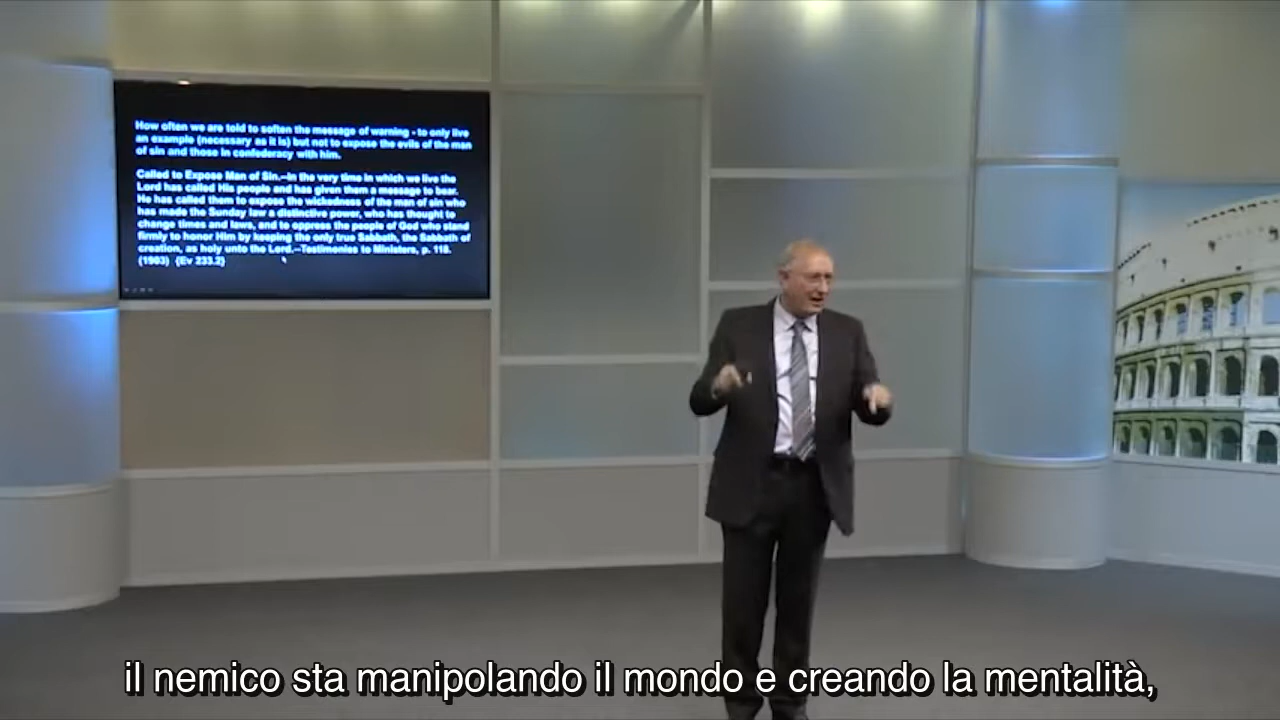 How often we are told to soften the message of warning - to only live
an example (necessary as it is) but not to expose the evils of the man
of sin and those in confederacy with him.
Called to Expose Man of Sin.--In the very time in which we live the
Lord has called His people and has given them a message to bear.
He has called them to expose the wickedness of the man of sin who
has made the Sunday law a distinctive power, who has thought to
change times and laws, and to oppress the people of God who stand
firmly to honor Him by keeping the only true Sabbath, the Sabbath of
creation, as holy unto the Lord.--Testimonies to Ministers, p. 118.
(1903) {Ev 233.2}
il nemico sta manipolando il mondo e creando la mentalità,